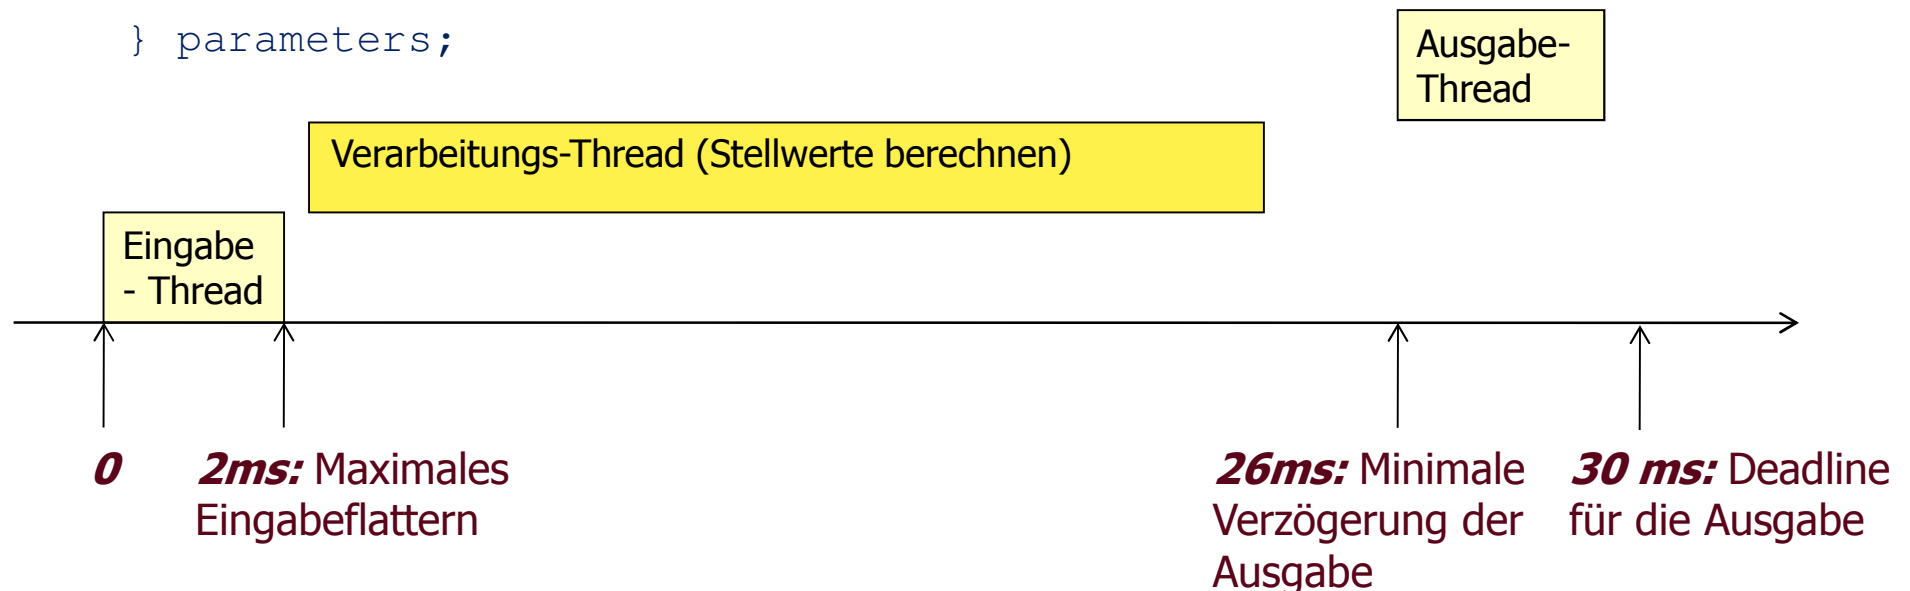 } parameters;
Ausgabe-
Thread
Verarbeitungs-Thread (Stellwerte berechnen)
Eingabe
- Thread
0
2ms: Maximales
Eingabeflattern
26ms: Minimale
Verzögerung der
Ausgabe
30 ms: Deadline
für die Ausgabe